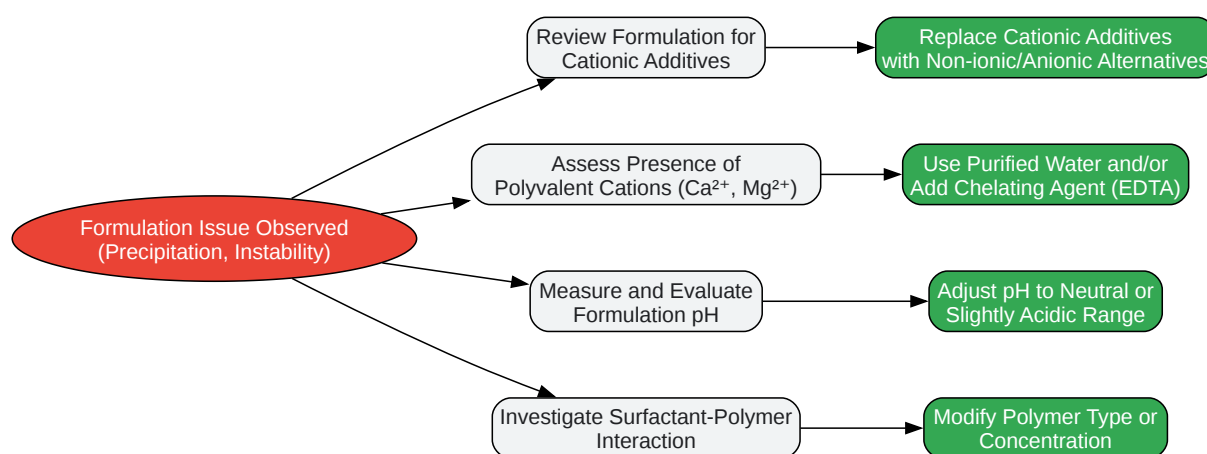 Review Formulation for
Cationic Additives
Replace Cationic Additives
with Non-ionic/Anionic Alternatives
Assess Presence of
Polyvalent Cations (Ca²⁺, Mg²⁺)
Use Purified Water and/or
Add Chelating Agent (EDTA)
Formulation Issue Observed
(Precipitation, Instability)
Measure and Evaluate
Formulation pH
Adjust pH to Neutral or
Slightly Acidic Range
Investigate Surfactant-Polymer
Interaction
Modify Polymer Type or
Concentration